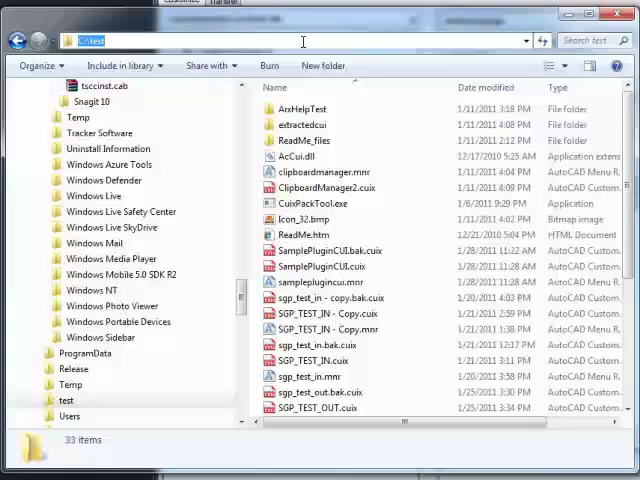 Customize
Transfer
C:\test
Search test
Organize
Include in library
Share with
Burn
New folder
tsccinst.cab
Snagit 10
Temp
Tracker Software
Uninstall Information
Windows Azure Tools
Windows Defender
Windows Live
Windows Live Safety Center
Windows Live SkyDrive
Windows Mail
Windows Media Player
Windows Mobile 5.0 SDK R2
Windows NT
Windows Photo Viewer
Windows Portable Devices
Windows Sidebar
ProgramData
Release
Temp
test
Users
Name Date modified Type
ArxHelpTest 1/11/2011 3:18 PM File folder
extractedcui 1/11/2011 4:08 PM File folder
ReadMe_files 1/11/2011 2:12 PM File folder
AcCui.dll 12/17/2010 5:25 AM Application extens
clipboardmanager.mnr 1/11/2011 4:04 PM AutoCAD Menu R
ClipboardManager2.cuix 1/11/2011 4:09 PM AutoCAD Custom
CuixPackTool.exe 1/6/2011 9:29 PM Application
Icon_32.bmp 1/11/2011 4:02 PM Bitmap image
ReadMe.htm 12/21/2010 5:04 PM HTML Document
SamplePluginCUI.bak.cuix 1/28/2011 11:22 AM AutoCAD Custom
SamplePluginCUI.cuix 1/28/2011 11:28 AM AutoCAD Custom
sampleplugincui.mnr 1/28/2011 11:28 AM AutoCAD Menu R
sgp_test_in - copy.bak.cuix 1/20/2011 4:03 PM AutoCAD Custom
SGP_TEST_IN - Copy.cuix 1/21/2011 2:59 PM AutoCAD Custom
SGP_TEST_IN - Copy.mnr 1/21/2011 1:38 PM AutoCAD Menu R
sgp_test_in.bak.cuix 1/21/2011 12:17 PM AutoCAD Custom
SGP_TEST_IN.cuix 1/21/2011 3:11 PM AutoCAD Custom
sgp_test_in.mnr 1/20/2011 3:58 PM AutoCAD Menu R
sgp_test_out.bak.cuix 1/25/2011 3:30 PM AutoCAD Custom
SGP_TEST_OUT.cuix 1/25/2011 3:34 PM AutoCAD Custom
33 items